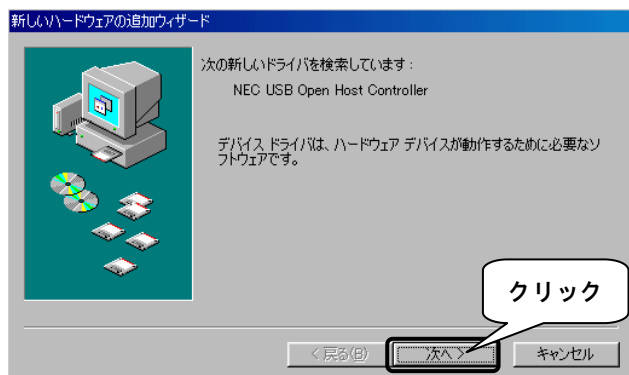 新しいハードウェアの追加ウィザード
次の新しいドライバを検索しています：
NEC USB Open Host Controller
デバイス ドライバは、ハードウェア デバイスが動作するために必要なソ
フトウェアです。
クリック
< 戻る(B) 次へ > キャンセル